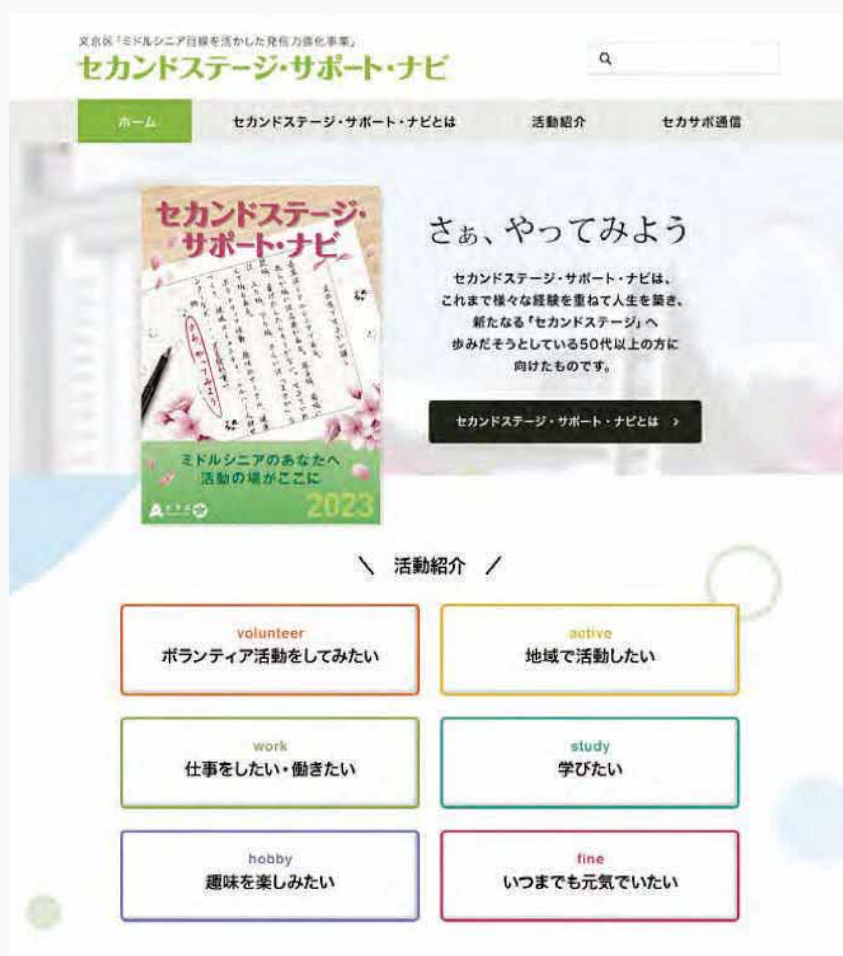 文京区「ミドルシニア目線を活かした発信力強化事業」
セカンドステージ・サポート・ナビ
ホーム
セカンドステージ・サポート・ナビとは
活動紹介
セカサポ通信
セカンドステージ・
サポート・ナビ
さあ、やってみよう
ミドルシニアのあなたへ
活動の場がここに
2023
さぁ、やってみよう
セカンドステージ・サポート・ナビは、
これまで様々な経験を重ねて人生を築き、
新たなる「セカンドステージ」へ
歩みだそうとしている50代以上の方に
向けたものです。
セカンドステージ・サポート・ナビとは >
\ 活動紹介 /
volunteer
ボランティア活動をしてみたい
active
地域で活動したい
work
仕事をしたい・働きたい
study
学びたい
hobby
趣味を楽しみたい
fine
いつまでも元気でいたい